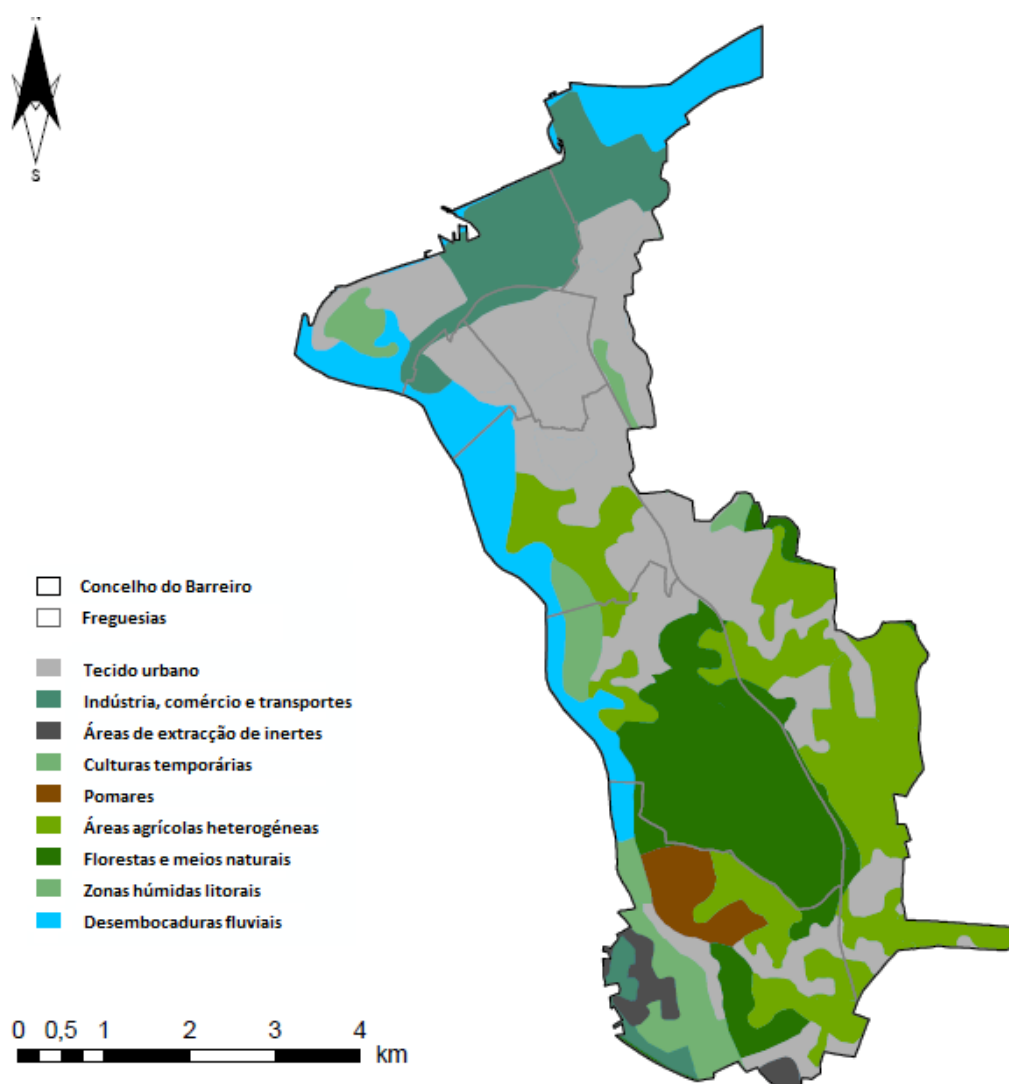 N
S
Concelho do Barreiro
Freguesias
Tecido urbano
Indústria, comércio e transportes
Áreas de extracção de inertes
Culturas temporárias
Pomares
Áreas agrícolas heterogéneas
Florestas e meios naturais
Zonas húmidas litorais
Desembocaduras fluviais
0 0,5 1 2 3 4
km